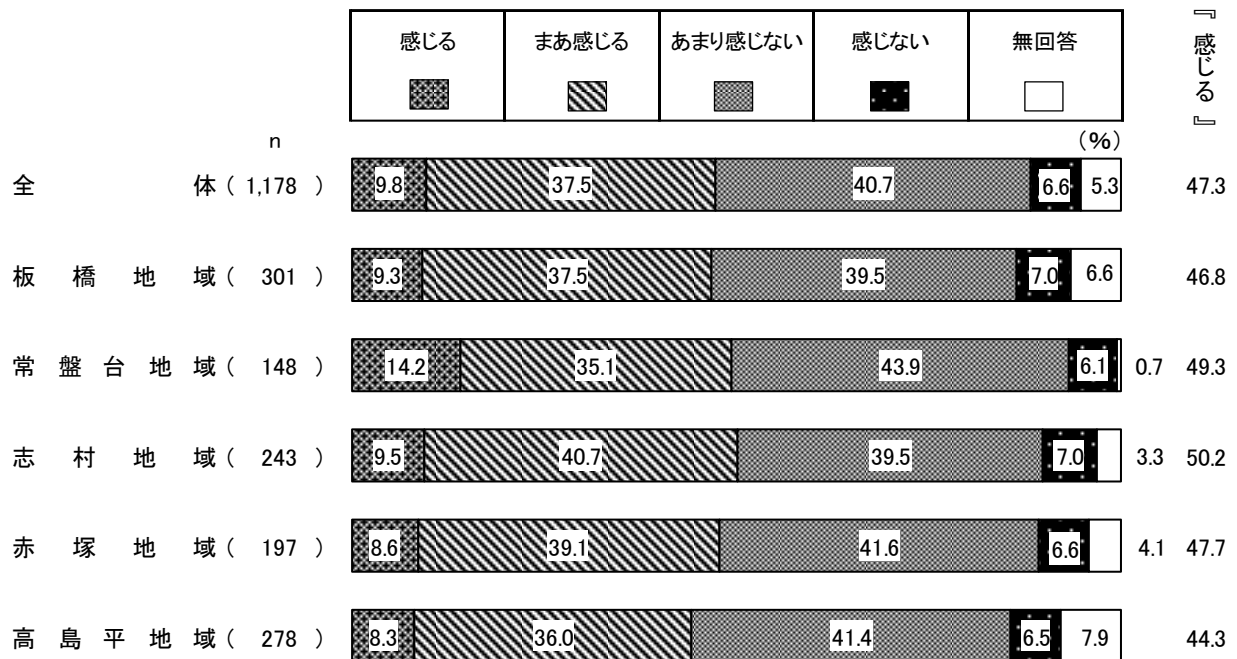 感じる まあ感じる あまり感じない 感じない 無回答
『感じる』
n
(%)
全体( 1,178 ) 9.8 37.5 40.7 6.6 5.3 47.3
板橋地域( 301 ) 9.3 37.5 39.5 7.0 6.6 46.8
常盤台地域( 148 ) 14.2 35.1 43.9 6.1 0.7 49.3
志村地域( 243 ) 9.5 40.7 39.5 7.0 3.3 50.2
赤塚地域( 197 ) 8.6 39.1 41.6 6.6 4.1 47.7
高島平地域( 278 ) 8.3 36.0 41.4 6.5 7.9 44.3